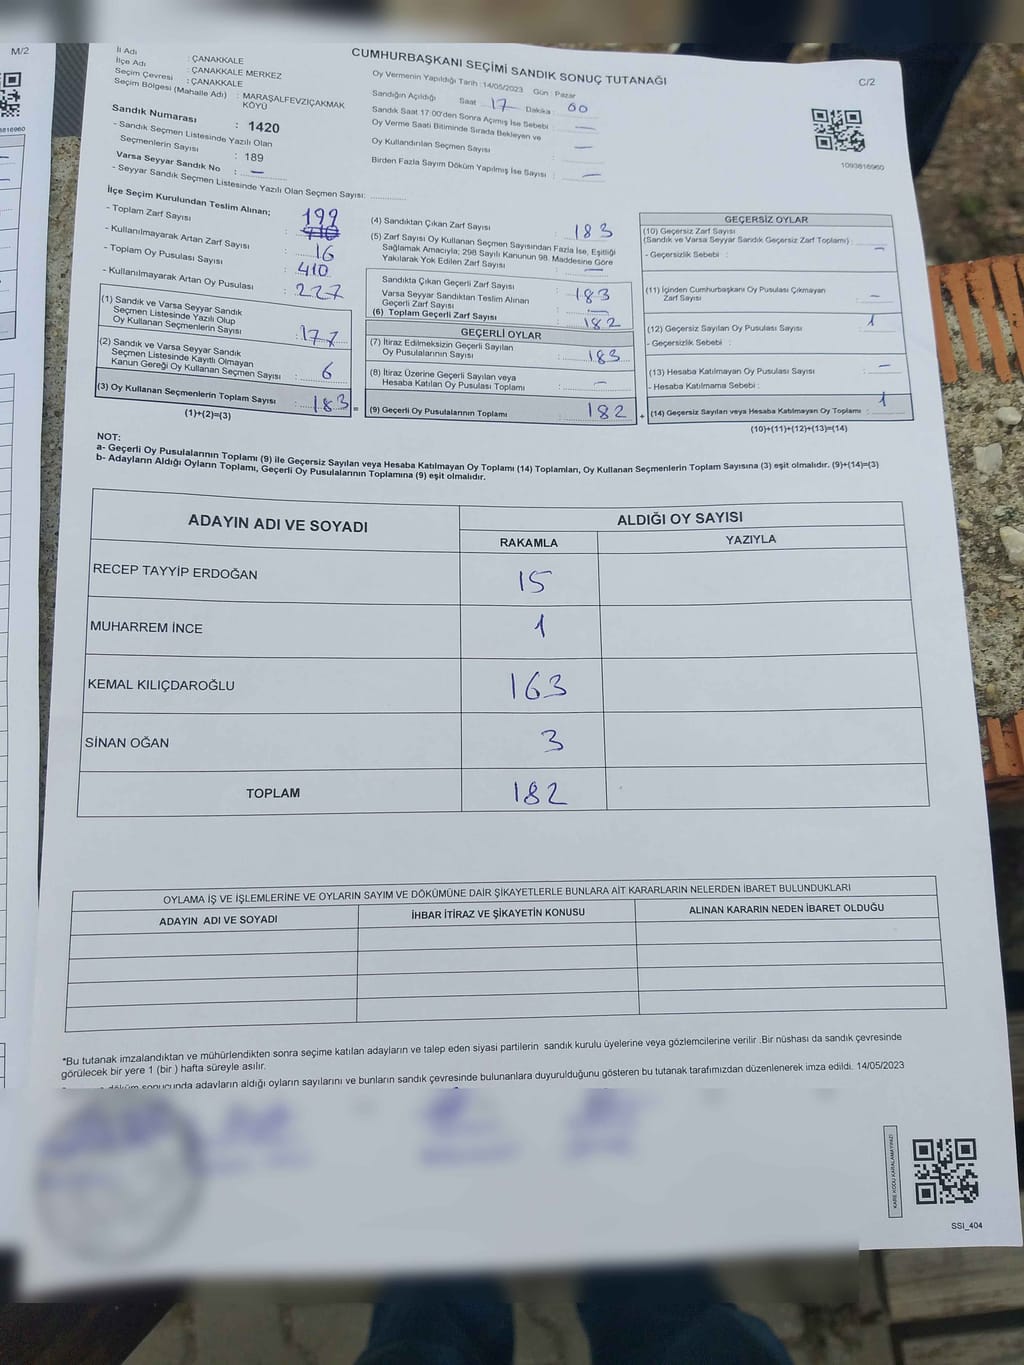 M/2
CUMHURBAŞKANI SEÇİMİ SANDIK SONUÇ TUTANAĞI
C/2
İl Adı : ÇANAKKALE
İlçe Adı : ÇANAKKALE MERKEZ
Seçim Çevresi : ÇANAKKALE
Seçim Bölgesi (Mahalle Adı) : MARAŞALFEVZİÇAKMAK KÖYÜ
Sandık Numarası : 1420
- Sandık Seçmen Listesinde Yazılı Olan
Seçmenlerin Sayısı : 189
Varsa Seyyar Sandık No : —
- Seyyar Sandık Seçmen Listesinde Yazılı Olan Seçmen Sayısı:
Oy Vermenin Yapıldığı Tarih : 14/05/2023 Gün : Pazar
Sandığın Açıldığı Saat 17 Dakika : 00
Sandık Saat 17:00'den Sonra Açımış İse Sebebi : —
Oy Verme Saati Bitiminde Sırada Bekleyen ve
Oy Kullandırılan Seçmen Sayısı : —
Birden Fazla Sayım Döküm Yapılmış İse Sayısı : —
1093616960
İlçe Seçim Kurulundan Teslim Alınan;
- Toplam Zarf Sayısı : 199
410
- Kullanılmayarak Artan Zarf Sayısı : 16
- Toplam Oy Pusulası Sayısı : 410
- Kullanılmayarak Artan Oy Pusulası : 227
(1) Sandık ve Varsa Seyyar Sandık
Seçmen Listesinde Yazılı Olup
Oy Kullanan Seçmenlerin Sayısı : 177
(2) Sandık ve Varsa Seyyar Sandık
Seçmen Listesinde Kayıtlı Olmayan
Kanun Gereği Oy Kullanan Seçmen Sayısı : 6
(3) Oy Kullanan Seçmenlerin Toplam Sayısı : 183 =
(1)+(2)=(3)
(4) Sandıktan Çıkan Zarf Sayısı : 183
(5) Zarf Sayısı Oy Kullanan Seçmen Sayısından Fazla İse, Eşitliği
Sağlamak Amacıyla; 298 Sayılı Kanunun 98. Maddesine Göre
Yakılarak Yok Edilen Zarf Sayısı : —
Sandıkta Çıkan Geçerli Zarf Sayısı : 183
Varsa Seyyar Sandıktan Teslim Alınan
Geçerli Zarf Sayısı : —
(6) Toplam Geçerli Zarf Sayısı : 182
GEÇERLİ OYLAR
(7) İtiraz Edilmeksizin Geçerli Sayılan
Oy Pusulalarının Sayısı : 183
(8) İtiraz Üzerine Geçerli Sayılan veya
Hesaba Katılan Oy Pusulası Toplamı : —
(9) Geçerli Oy Pusulalarının Toplamı : 182 +
GEÇERSİZ OYLAR
(10) Geçersiz Zarf Sayısı
(Sandık ve Varsa Seyyar Sandık Geçersiz Zarf Toplamı) : —
- Geçersizlik Sebebi :
(11) İçinden Cumhurbaşkanı Oy Pusulası Çıkmayan
Zarf Sayısı : —
(12) Geçersiz Sayılan Oy Pusulası Sayısı : 1
- Geçersizlik Sebebi :
(13) Hesaba Katılmayan Oy Pusulası Sayısı : —
- Hesaba Katılmama Sebebi :
(14) Geçersiz Sayılan veya Hesaba Katılmayan Oy Toplamı : 1
(10)+(11)+(12)+(13)=(14)
NOT:
a- Geçerli Oy Pusulalarının Toplamı (9) ile Geçersiz Sayılan veya Hesaba Katılmayan Oy Toplamı (14) Toplamları, Oy Kullanan Seçmenlerin Toplam Sayısına (3) eşit olmalıdır. (9)+(14)=(3)
b- Adayların Aldığı Oyların Toplamı, Geçerli Oy Pusulalarının Toplamına (9) eşit olmalıdır.
ADAYIN ADI VE SOYADI
ALDIĞI OY SAYISI
RAKAMLA YAZIYLA
RECEP TAYYİP ERDOĞAN 15
MUHARREM İNCE 1
KEMAL KILIÇDAROĞLU 163
SİNAN OĞAN 3
TOPLAM 182
OYLAMA İŞ VE İŞLEMLERİNE VE OYLARIN SAYIM VE DÖKÜMÜNE DAİR ŞİKAYETLERLE BUNLARA AİT KARARLARIN NELERDEN İBARET BULUNDUKLARI
ADAYIN ADI VE SOYADI İHBAR İTİRAZ VE ŞİKAYETİN KONUSU ALINAN KARARIN NEDEN İBARET OLDUĞU
*Bu tutanak imzalandıktan ve mühürlendikten sonra seçime katılan adayların ve talep eden siyasi partilerin sandık kurulu üyelerine veya gözlemcilerine verilir .Bir nüshası da sandık çevresinde
görülecek bir yere 1 (bir ) hafta süreyle asılır.
döküm sonucunda adayların aldığı oyların sayılarını ve bunların sandık çevresinde bulunanlara duyurulduğunu gösteren bu tutanak tarafımızdan düzenlenerek imza edildi. 14/05/2023
KARE KODU KARALAMAYINIZ!
SSI_404